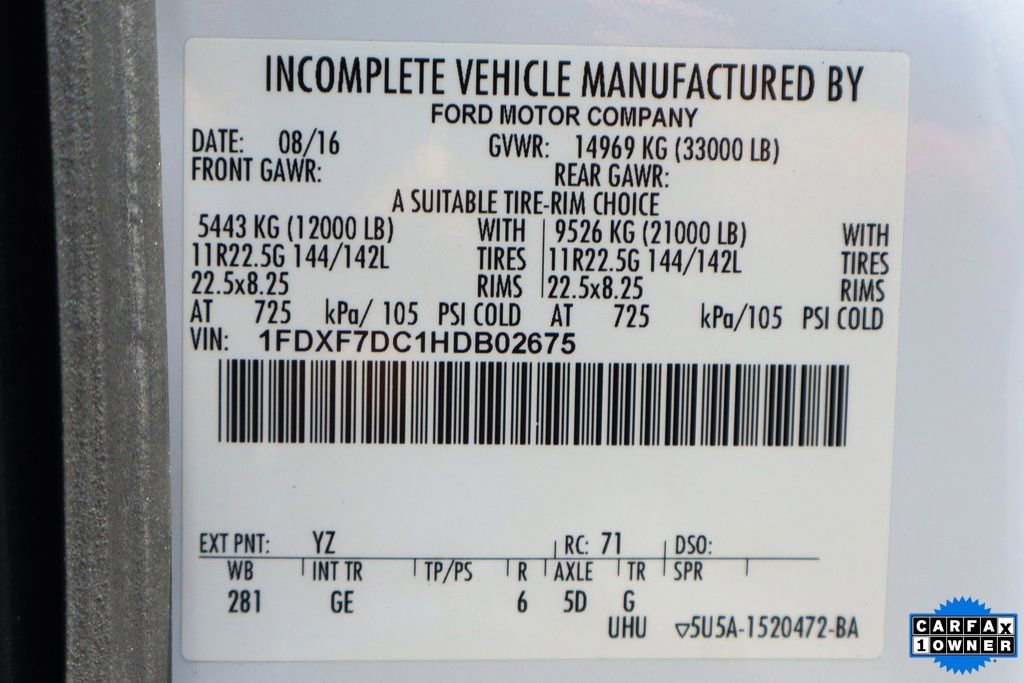 INCOMPLETE VEHICLE MANUFACTURED BY
FORD MOTOR COMPANY
DATE: 08/16 GVWR: 14969 KG (33000 LB)
FRONT GAWR: REAR GAWR:
A SUITABLE TIRE-RIM CHOICE
5443 KG (12000 LB) WITH 9526 KG (21000 LB) WITH
11R22.5G 144/142L TIRES 11R22.5G 144/142L TIRES
22.5x8.25 RIMS 22.5x8.25 RIMS
AT 725 kPa/ 105 PSI COLD AT 725 kPa/105 PSI COLD
VIN: 1FDXF7DC1HDB02675
EXT PNT: YZ RC: 71 DSO:
WB INT TR TP/PS R AXLE TR SPR
281 GE 6 5D G
UHU ▽5U5A-1520472-BA
CARFAX
1 OWNER